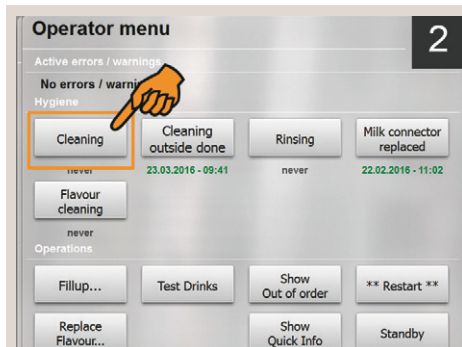 Operator menu
2
Active errors / warnings
No errors / warni
Hygiene
Cleaning
Cleaning
outside done
Rinsing
Milk connector
replaced
never
23.03.2016 - 09:41
never
22.02.2016 - 11:02
Flavour
cleaning
never
Operations
Fillup...
Test Drinks
Show
Out of order
** Restart **
Replace
Flavour...
Show
Quick Info
Standby